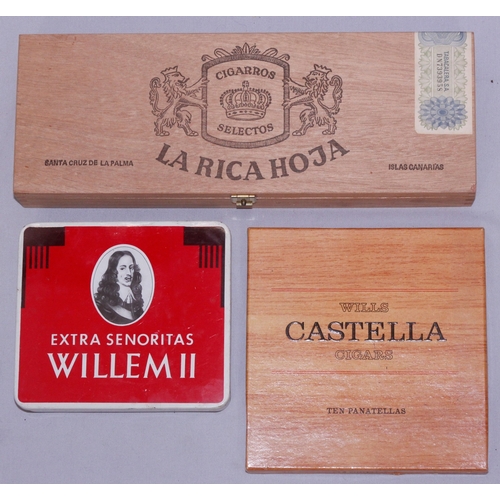 CIGARROS
SELECTOS
LA RICA HOJA
SANTA CRUZ DE LA PALMA
ISLAS CANARIAS
EXTRA SENORITAS
WILLEM II
WILLS
CASTELLA
CIGARS
TEN PANATELLAS